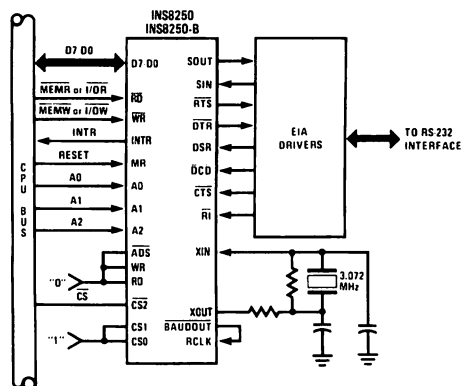 INS8250
INS8250-B
D7 D0
MEMR or I/OR
MEMW or I/OW
INTR
RESET
A0
A1
A2
CPU BUS
"0"
CS
"1"
D7 D0
RD
WR
INTR
MR
A0
A1
A2
ADS
WR
RD
CS2
CS1
CS0
SOUT
SIN
RTS
DTR
DSR
DCD
CTS
RI
XIN
XOUT
BAUDOUT
RCLK
EIA
DRIVERS
TO RS-232
INTERFACE
3.072
MHz